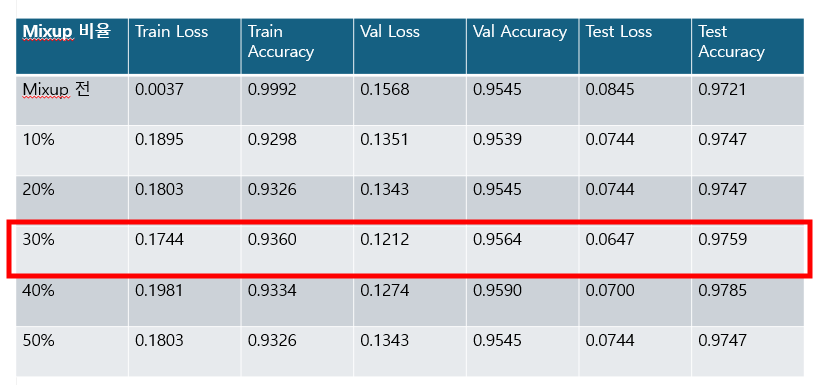 Mixup 비율 Train Loss Train Accuracy Val Loss Val Accuracy Test Loss Test Accuracy
Mixup 전 0.0037 0.9992 0.1568 0.9545 0.0845 0.9721
10% 0.1895 0.9298 0.1351 0.9539 0.0744 0.9747
20% 0.1803 0.9326 0.1343 0.9545 0.0744 0.9747
30% 0.1744 0.9360 0.1212 0.9564 0.0647 0.9759
40% 0.1981 0.9334 0.1274 0.9590 0.0700 0.9785
50% 0.1803 0.9326 0.1343 0.9545 0.0744 0.9747